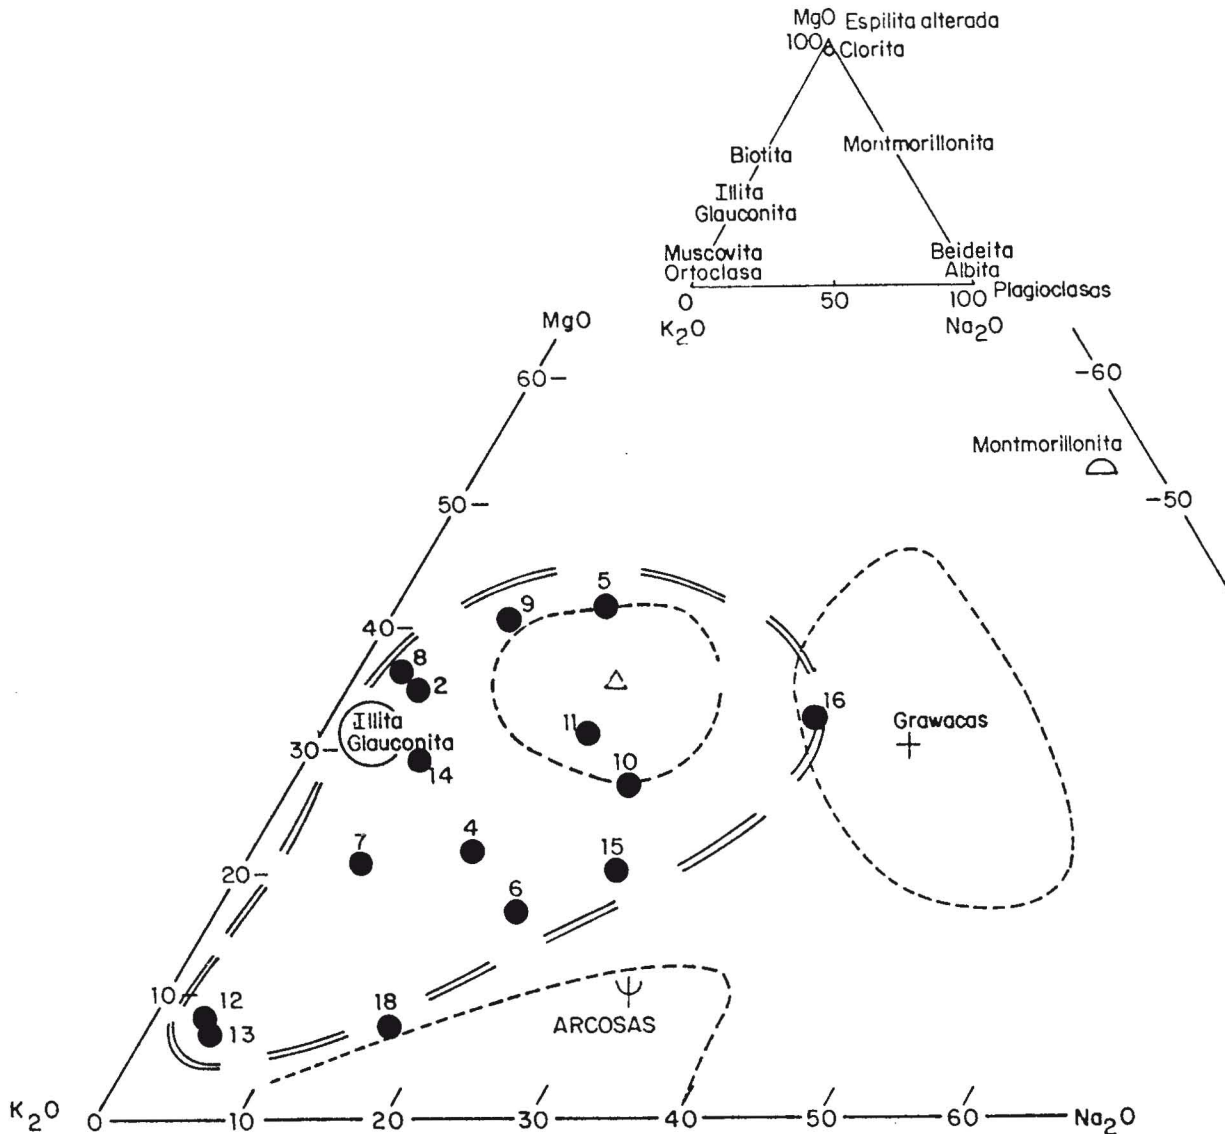 MgO Espilita alterada
100 Clorita
Biotita
Montmorillonita
Illita
Glauconita
Muscovita
Ortoclasa
Beideita
Albita
0 50 100 Plagioclasas
K2O Na2O
MgO
60
-60
Montmorillonita
50
-50
5
9
40
8
2
16
Illita
Glauconita
11
Grawacas
30
14
10
7
4
15
20
6
10
12
13
18
ARCOSAS
K2O 0 10 20 30 40 50 60 Na2O